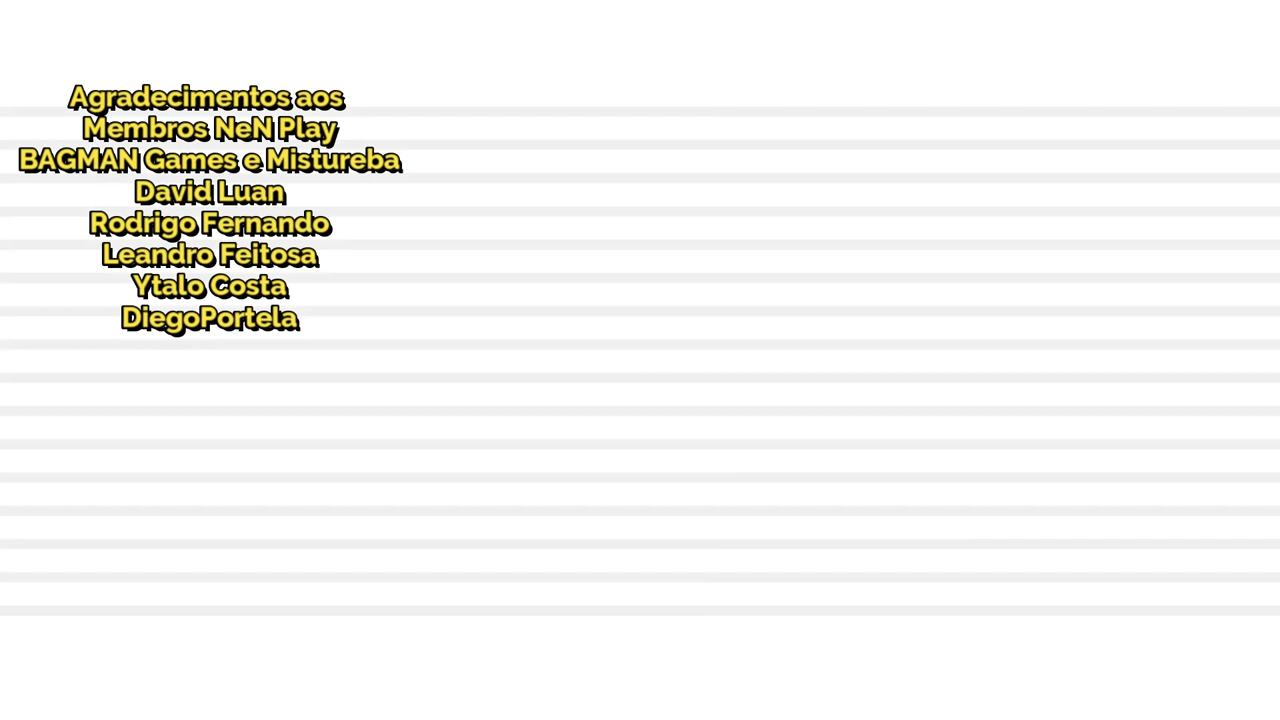 Agradecimentos aos
Membros NeN Play
BAGMAN Games e Mistureba
David Luan
Rodrigo Fernando
Leandro Feitosa
Ytalo Costa
DiegoPortela